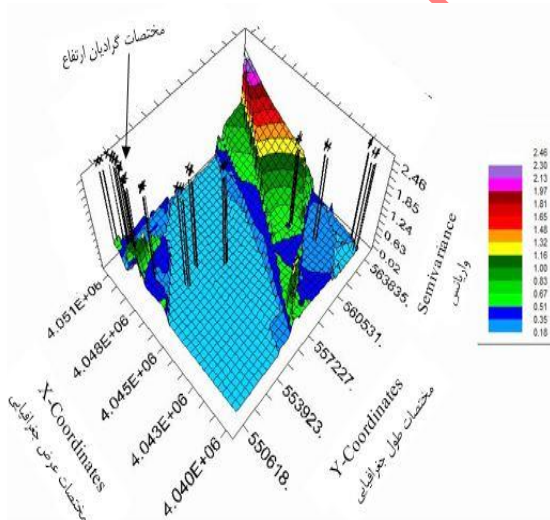 مختصات گرادیان ارتفاع
2.46
1.85
1.24
0.63
0.02
Semivariance
واریانس
563835.
560531.
557227.
553923.
550618.
Y-Coordinates
مختصات طول جغرافیایی
4.051E+06
4.048E+06
4.045E+06
4.043E+06
4.040E+06
X-Coordinates
مختصات عرض جغرافیایی
2.46
2.30
2.13
1.97
1.81
1.65
1.48
1.32
1.16
1.00
0.83
0.67
0.51
0.35
0.18